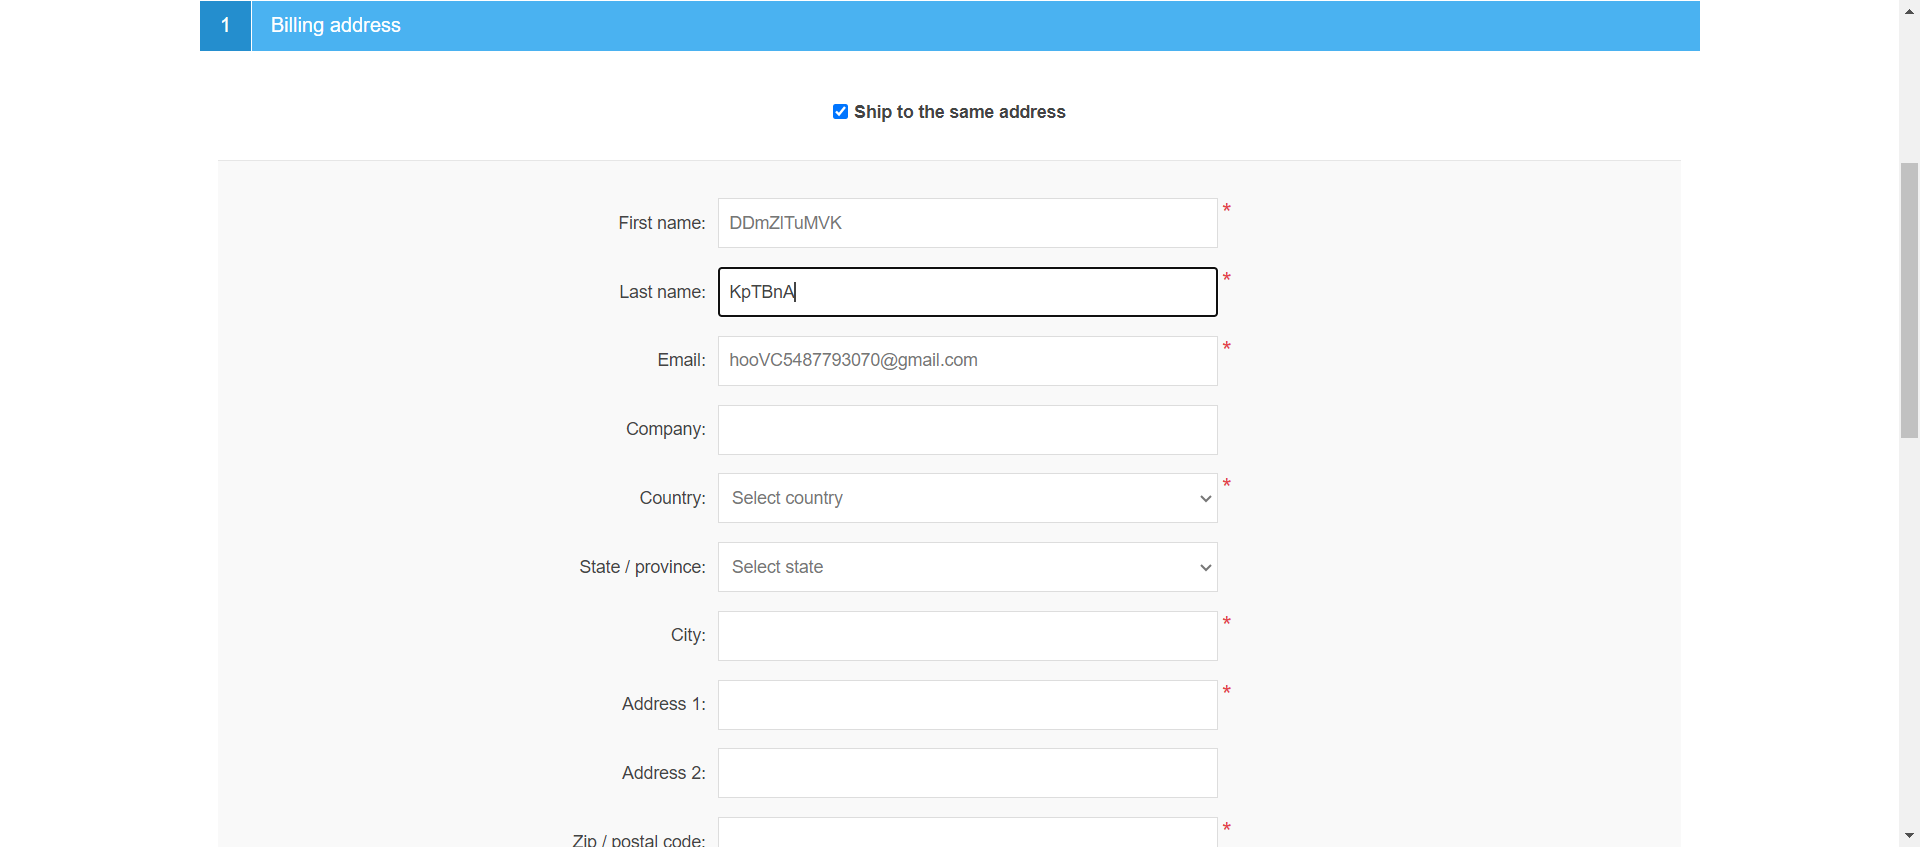 1 Billing address
Ship to the same address
First name: DDmZlTuMVK *
Last name: KpTBnA *
Email: hooVC5487793070@gmail.com *
Company:
Country: Select country *
State / province: Select state
City: *
Address 1: *
Address 2:
Zip / postal code: *